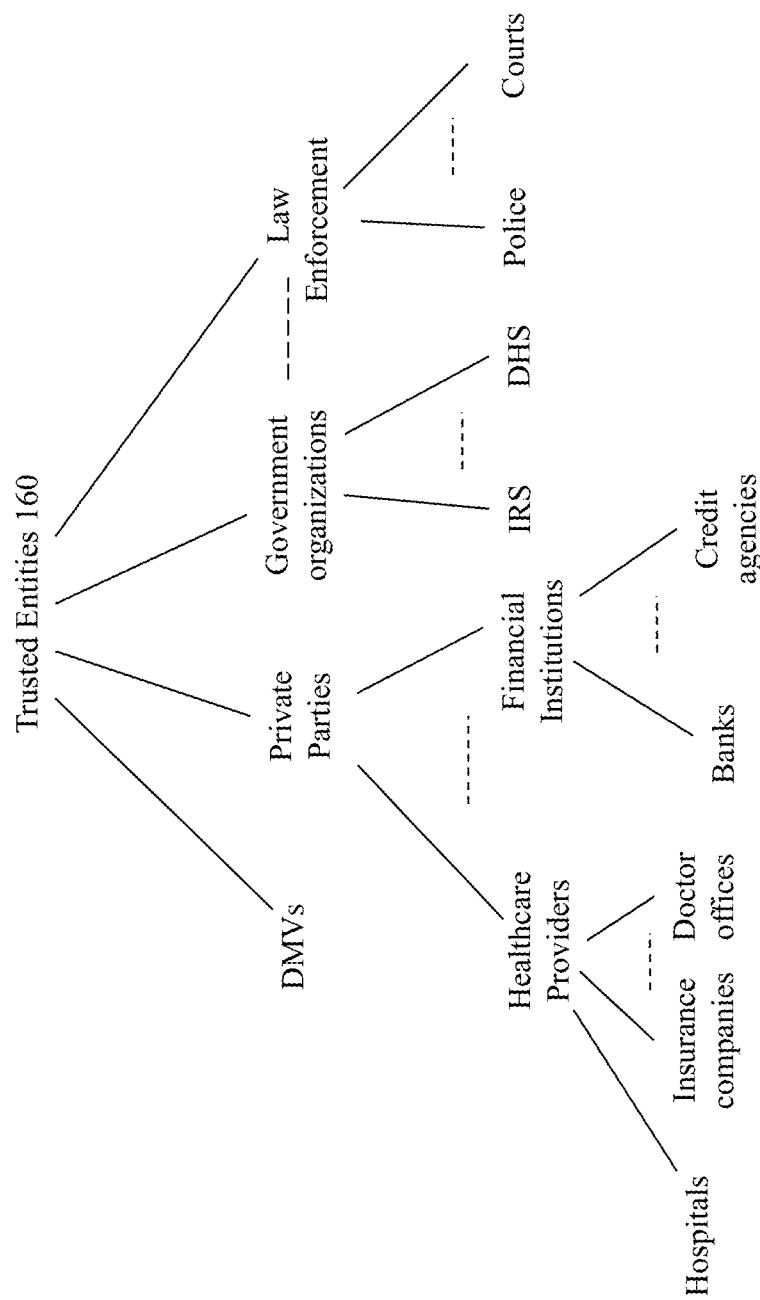 Trusted Entities 160
DMVs
Private
Parties
Government
organizations
Law
Enforcement
Healthcare
Providers
Financial
Institutions
IRS
DHS
Police
Courts
Hospitals
Insurance
companies
Doctor
offices
Banks
Credit
agencies